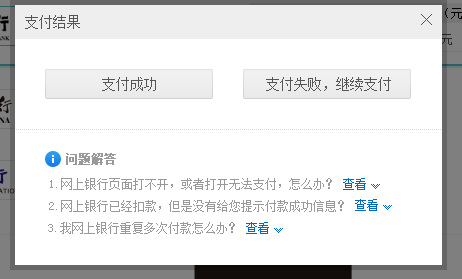 支付结果
支付成功 支付失败，继续支付
问题解答
1. 网上银行页面打不开，或者打开无法支付，怎么办？ 查看
2. 网上银行已经扣款，但是没有给您提示付款成功信息？ 查看
3. 我网上银行重复多次付款怎么办？ 查看